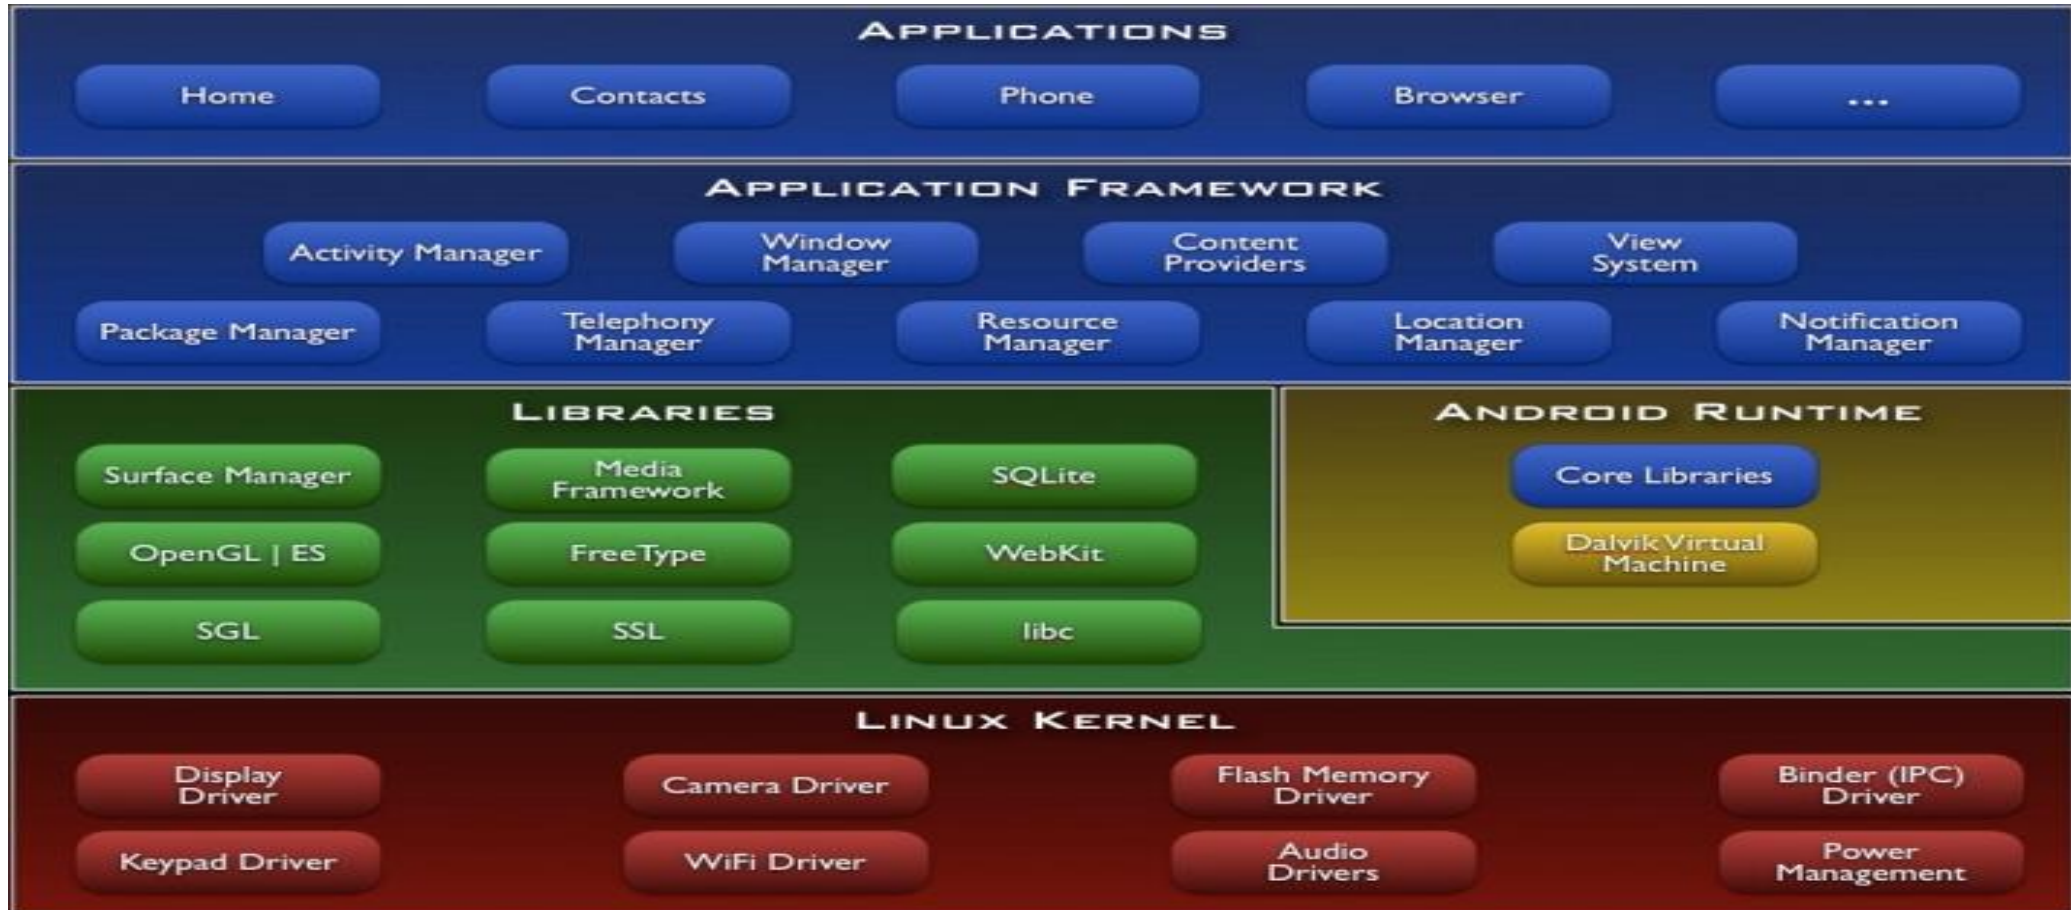 APPLICATIONS
Home
Contacts
Phone
Browser
...
APPLICATION FRAMEWORK
Activity Manager
Window
Manager
Content
Providers
View
System
Package Manager
Telephony
Manager
Resource
Manager
Location
Manager
Notification
Manager
LIBRARIES
Surface Manager
Media
Framework
SQLite
OpenGL | ES
FreeType
WebKit
SGL
SSL
libc
ANDROID RUNTIME
Core Libraries
Dalvik Virtual
Machine
LINUX KERNEL
Display
Driver
Camera Driver
Flash Memory
Driver
Binder (IPC)
Driver
Keypad Driver
WiFi Driver
Audio
Drivers
Power
Management